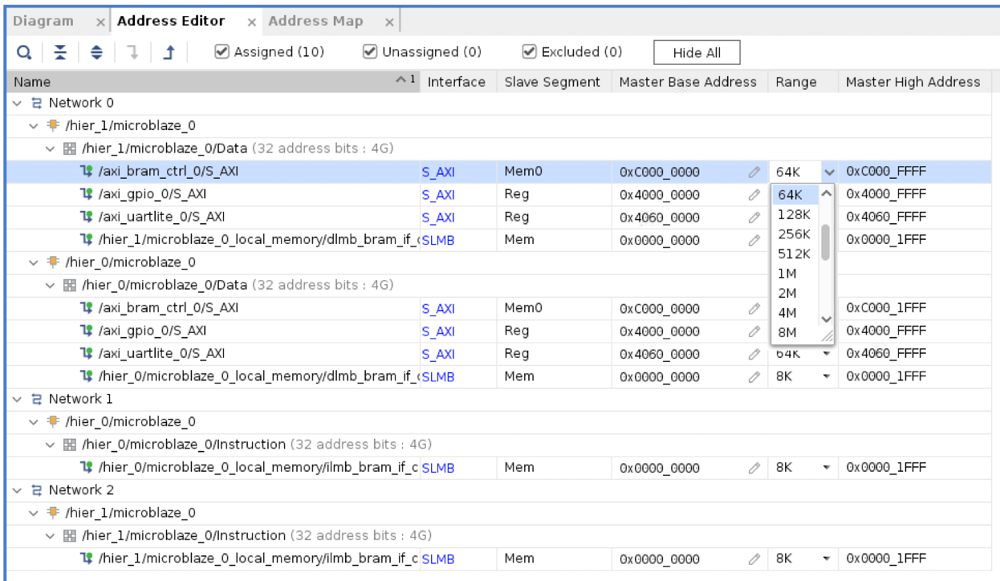 Diagram × Address Editor × Address Map ×
Assigned (10) Unassigned (0) Excluded (0) Hide All
Name 1 Interface Slave Segment Master Base Address Range Master High Address
Network 0
/hier_1/microblaze_0
/hier_1/microblaze_0/Data (32 address bits : 4G)
/axi_bram_ctrl_0/S_AXI S_AXI Mem0 0xC000_0000 64K 0xC000_FFFF
/axi_gpio_0/S_AXI S_AXI Reg 0x4000_0000 64K 0x4000_FFFF
128K
/axi_uartlite_0/S_AXI S_AXI Reg 0x4060_0000 0x4060_FFFF
256K
/hier_1/microblaze_0_local_memory/dlmb_bram_if_c SLMB Mem 0x0000_0000 0x0000_1FFF
512K
/hier_0/microblaze_0
1M
/hier_0/microblaze_0/Data (32 address bits : 4G)
2M
/axi_bram_ctrl_0/S_AXI S_AXI Mem0 0xC000_0000 4M 0xC000_1FFF
/axi_gpio_0/S_AXI S_AXI Reg 0x4000_0000 8M 0x4000_FFFF
/axi_uartlite_0/S_AXI S_AXI Reg 0x4060_0000 64K 0x4060_FFFF
/hier_0/microblaze_0_local_memory/dlmb_bram_if_c SLMB Mem 0x0000_0000 8K 0x0000_1FFF
Network 1
/hier_0/microblaze_0
/hier_0/microblaze_0/Instruction (32 address bits : 4G)
/hier_0/microblaze_0_local_memory/ilmb_bram_if_c SLMB Mem 0x0000_0000 8K 0x0000_1FFF
Network 2
/hier_1/microblaze_0
/hier_1/microblaze_0/Instruction (32 address bits : 4G)
/hier_1/microblaze_0_local_memory/ilmb_bram_if_c SLMB Mem 0x0000_0000 8K 0x0000_1FFF